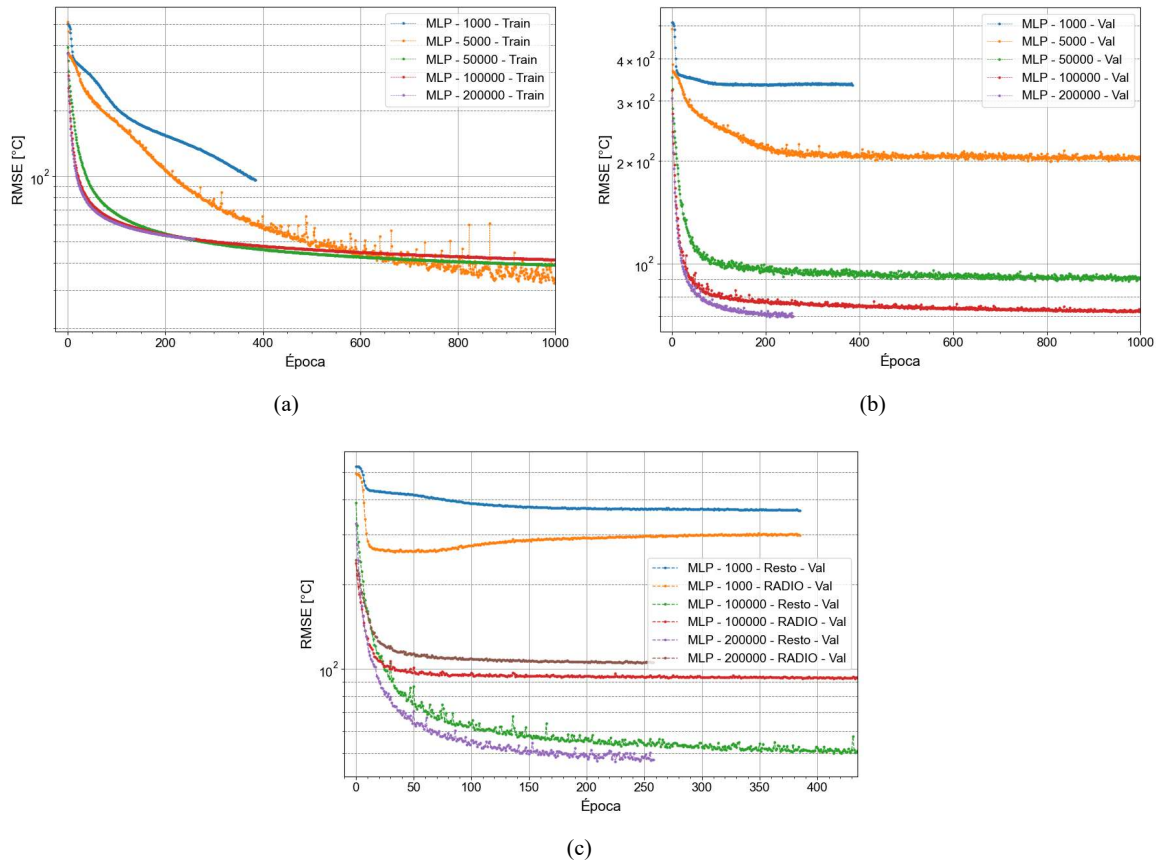 MLP - 1000 - Train
MLP - 5000 - Train
MLP - 50000 - Train
MLP - 100000 - Train
MLP - 200000 - Train
RMSE [°C]
10²
0 200 400 600 800 1000
Época
(a)
MLP - 1000 - Val
MLP - 5000 - Val
MLP - 50000 - Val
MLP - 100000 - Val
MLP - 200000 - Val
RMSE [°C]
4 × 10²
3 × 10²
2 × 10²
10²
0 200 400 600 800 1000
Época
(b)
MLP - 1000 - Resto - Val
MLP - 1000 - RADIO - Val
MLP - 100000 - Resto - Val
MLP - 100000 - RADIO - Val
MLP - 200000 - Resto - Val
MLP - 200000 - RADIO - Val
RMSE [°C]
10²
0 50 100 150 200 250 300 350 400
Época
(c)